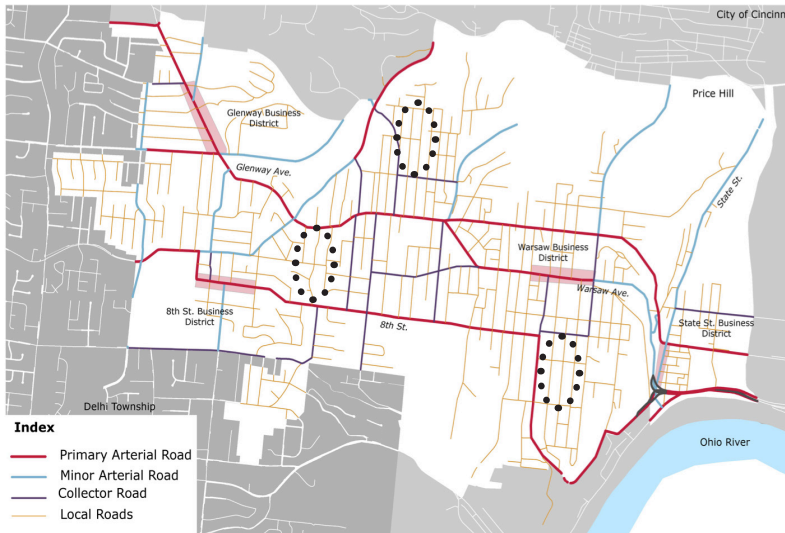 City of Cincinn
Price Hill
Glenway Business
District
Glenway Ave.
State St.
Warsaw Business
District
Warsaw Ave.
8th St. Business
District
8th St.
State St. Business
District
Delhi Township
Ohio River
Index
Primary Arterial Road
Minor Arterial Road
Collector Road
Local Roads